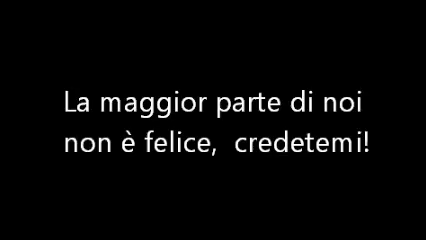 La maggior parte di noi
non è felice,  credetemi!